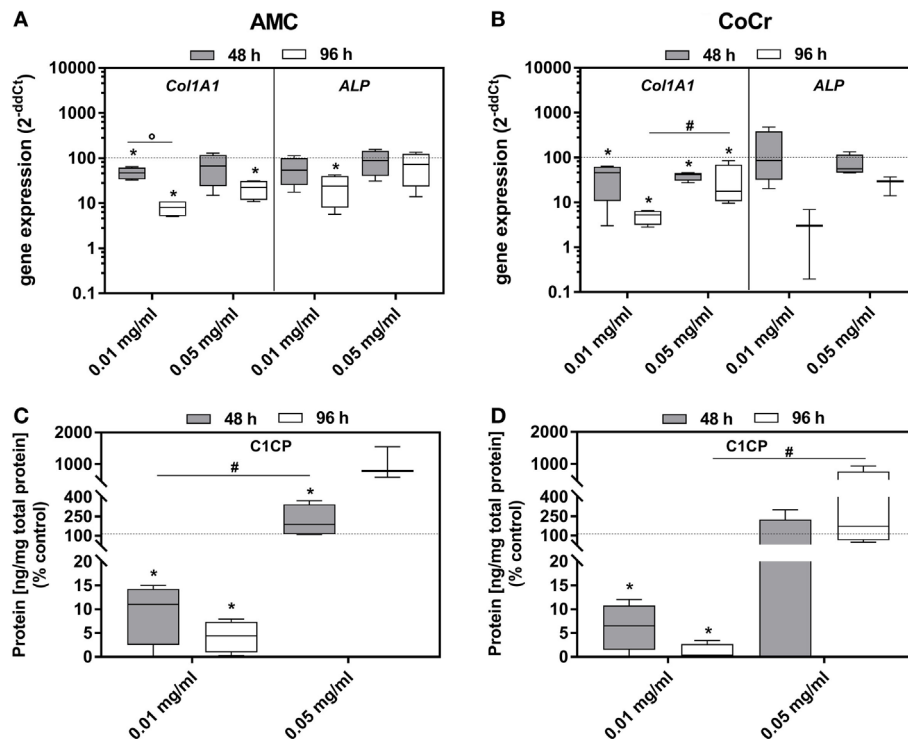 A
AMC
48 h
96 h
gene expression (2-ddCt)
10000
1000
100
10
1
0.1
Col1A1
ALP
°
*
*
*
*
0.01 mg/ml
0.05 mg/ml
0.01 mg/ml
0.05 mg/ml
B
CoCr
48 h
96 h
gene expression (2-ddCt)
10000
1000
100
10
1
0.1
Col1A1
ALP
#
*
*
*
*
0.01 mg/ml
0.05 mg/ml
0.01 mg/ml
0.05 mg/ml
C
48 h
96 h
Protein [ng/mg total protein]
(% control)
2000
1000
400
250
100
20
15
10
5
0
C1CP
#
*
*
*
0.01 mg/ml
0.05 mg/ml
D
48 h
96 h
Protein [ng/mg total protein]
(% control)
2000
1000
400
250
100
20
15
10
5
0
C1CP
#
*
*
0.01 mg/ml
0.05 mg/ml